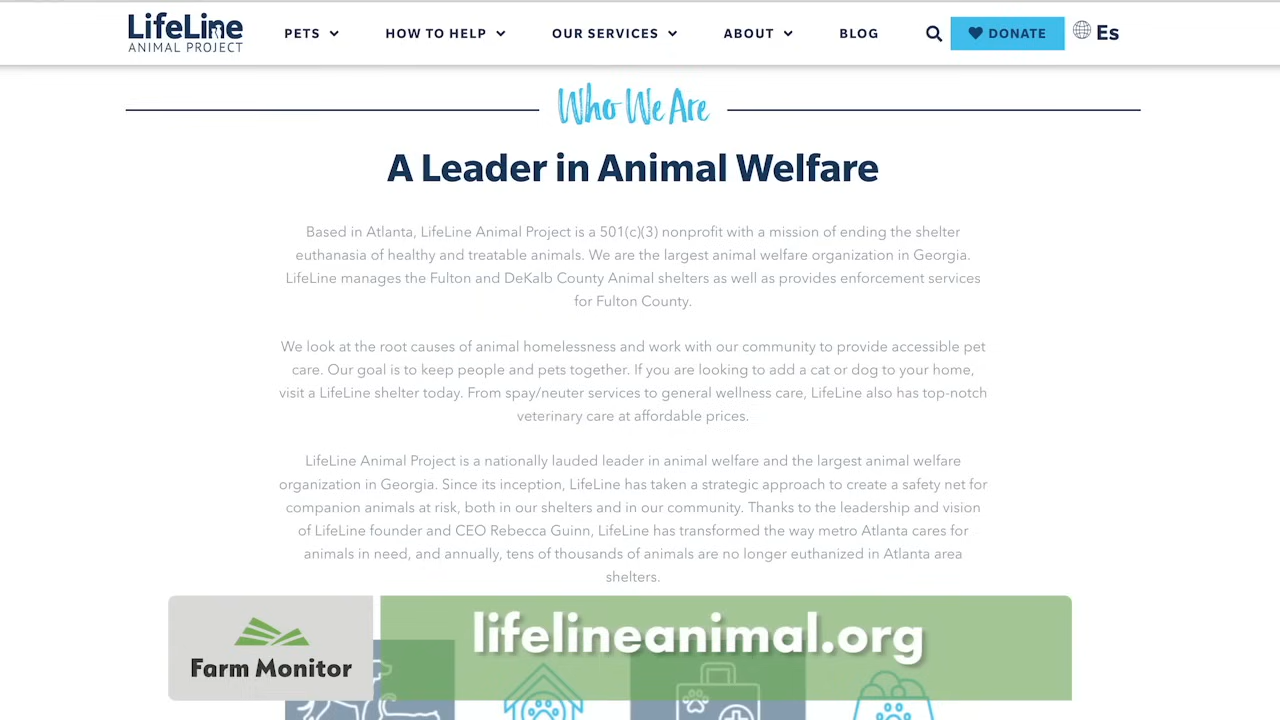 LifeLine
ANIMAL PROJECT
PETS
HOW TO HELP
OUR SERVICES
ABOUT
BLOG
DONATE
Es
Who We Are
A Leader in Animal Welfare
Based in Atlanta, LifeLine Animal Project is a 501(c)(3) nonprofit with a mission of ending the shelter
euthanasia of healthy and treatable animals. We are the largest animal welfare organization in Georgia.
LifeLine manages the Fulton and DeKalb County Animal shelters as well as provides enforcement services
for Fulton County.
We look at the root causes of animal homelessness and work with our community to provide accessible pet
care. Our goal is to keep people and pets together. If you are looking to add a cat or dog to your home,
visit a LifeLine shelter today. From spay/neuter services to general wellness care, LifeLine also has top-notch
veterinary care at affordable prices.
LifeLine Animal Project is a nationally lauded leader in animal welfare and the largest animal welfare
organization in Georgia. Since its inception, LifeLine has taken a strategic approach to create a safety net for
companion animals at risk, both in our shelters and in our community. Thanks to the leadership and vision
of LifeLine founder and CEO Rebecca Guinn, LifeLine has transformed the way metro Atlanta cares for
animals in need, and annually, tens of thousands of animals are no longer euthanized in Atlanta area
shelters.
Farm Monitor
lifelineanimal.org